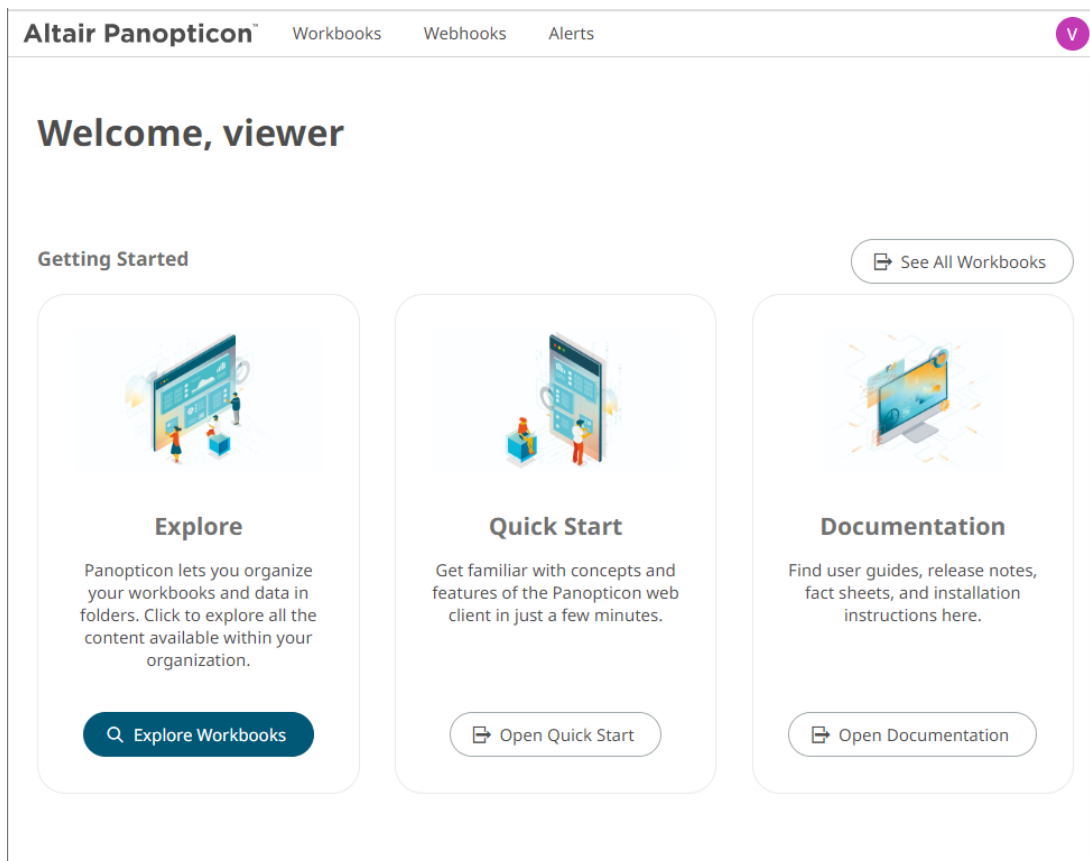 Altair Panopticon™ Workbooks Webhooks Alerts V
Welcome, viewer
Getting Started
See All Workbooks
Explore
Panopticon lets you organize
your workbooks and data in
folders. Click to explore all the
content available within your
organization.
Explore Workbooks
Quick Start
Get familiar with concepts and
features of the Panopticon web
client in just a few minutes.
Open Quick Start
Documentation
Find user guides, release notes,
fact sheets, and installation
instructions here.
Open Documentation